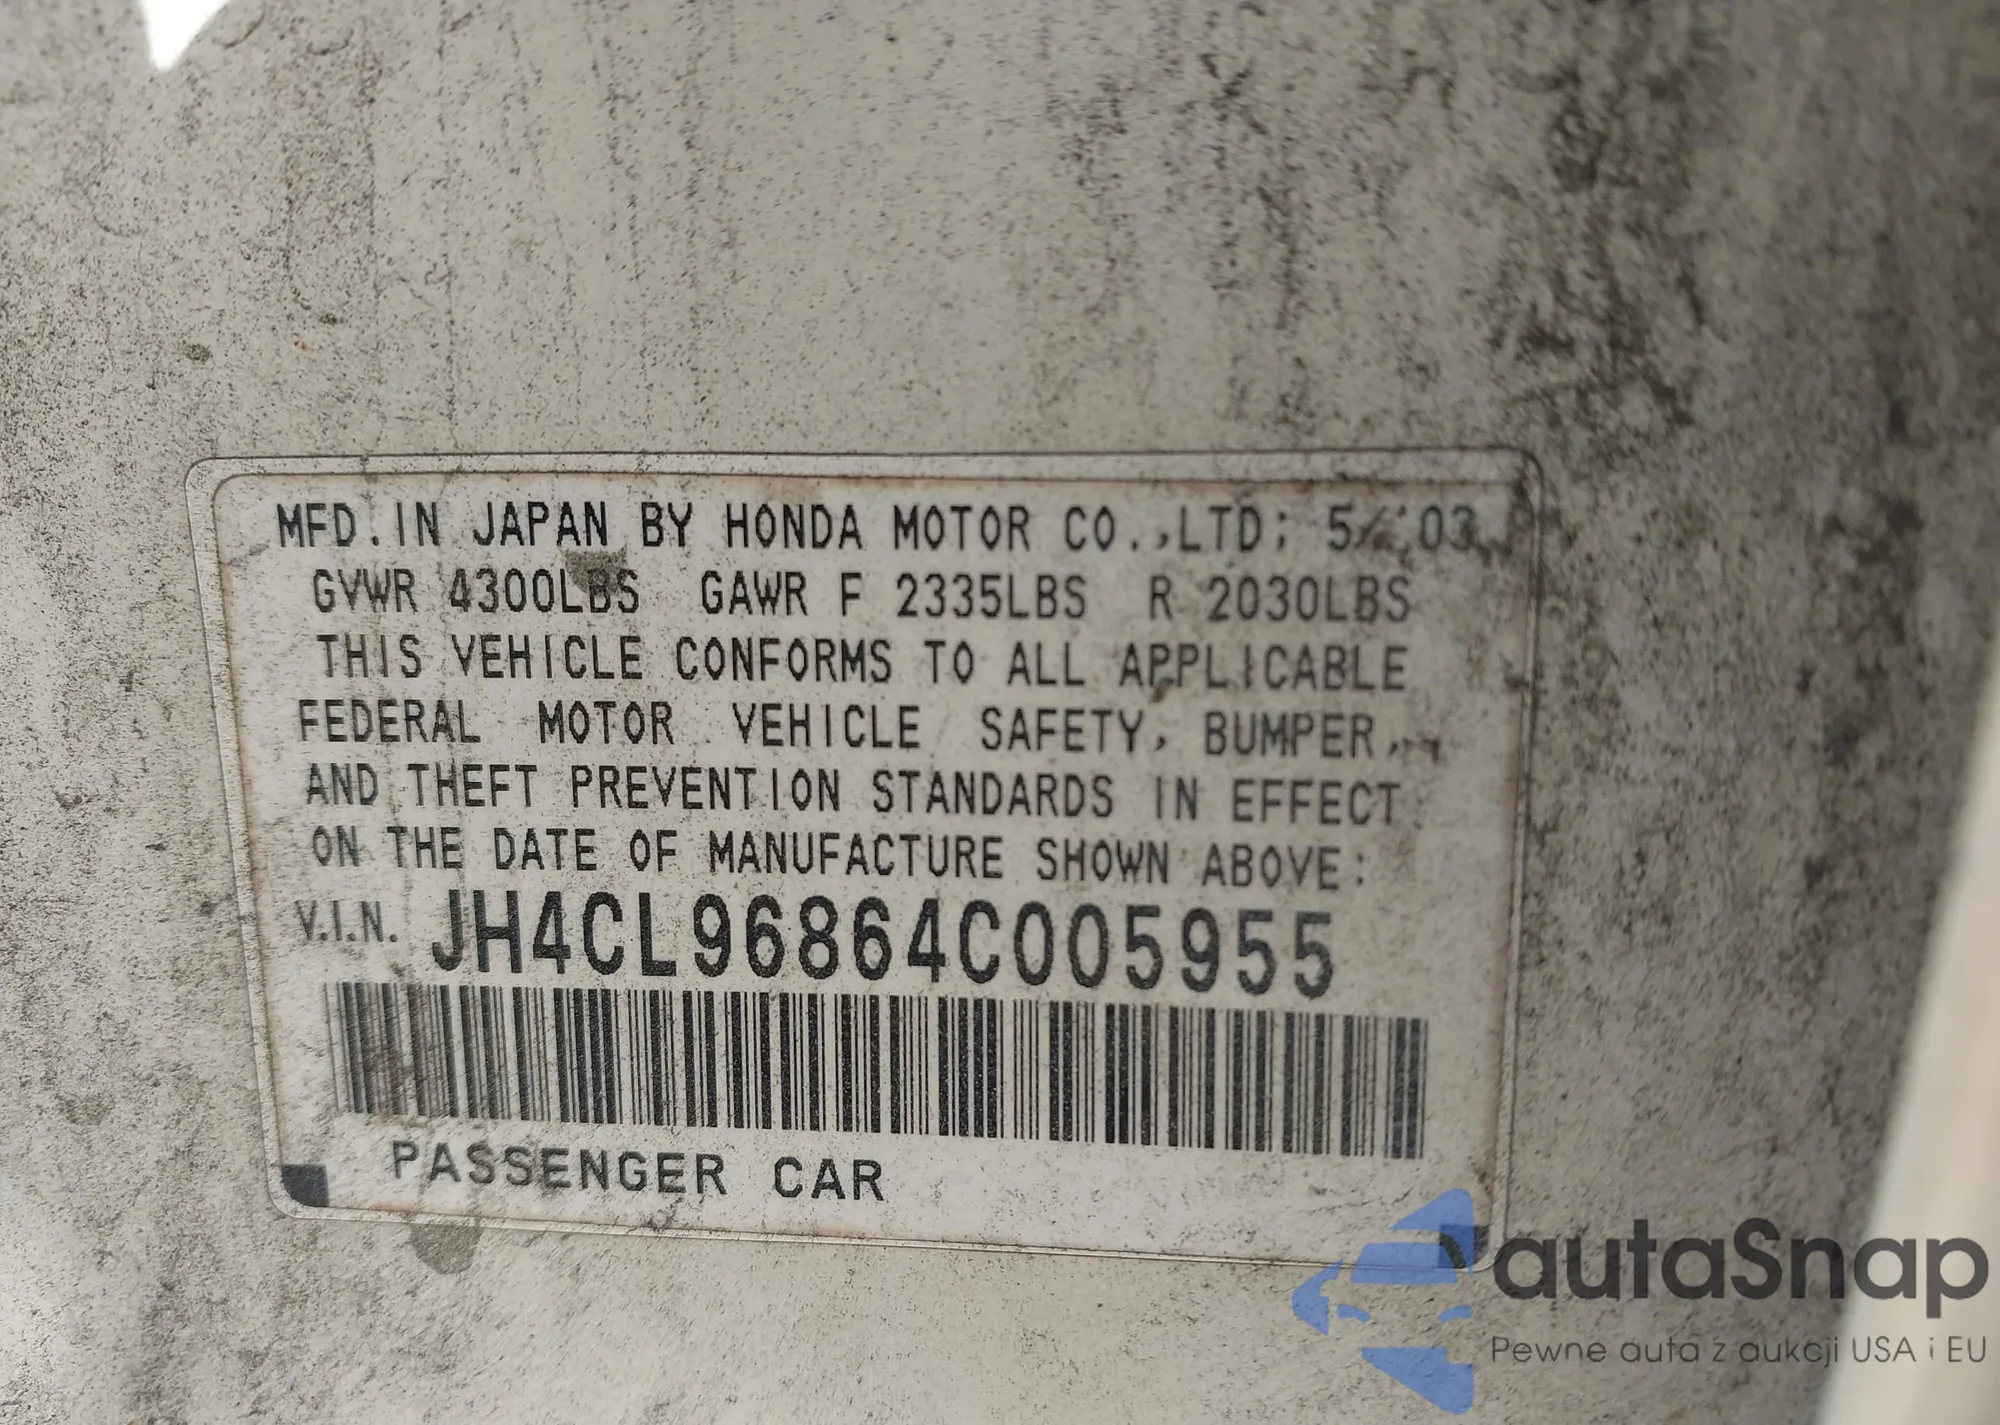 MFD. IN JAPAN BY HONDA MOTOR CO., LTD; 5/'03
GVWR 4300LBS GAWR F 2335LBS R 2030LBS
THIS VEHICLE CONFORMS TO ALL APPLICABLE
FEDERAL MOTOR VEHICLE SAFETY, BUMPER,
AND THEFT PREVENTION STANDARDS IN EFFECT
ON THE DATE OF MANUFACTURE SHOWN ABOVE:
V.I.N. JH4CL96864C005955
PASSENGER CAR
autaSnap
Pewne auta z aukcji USA i EU